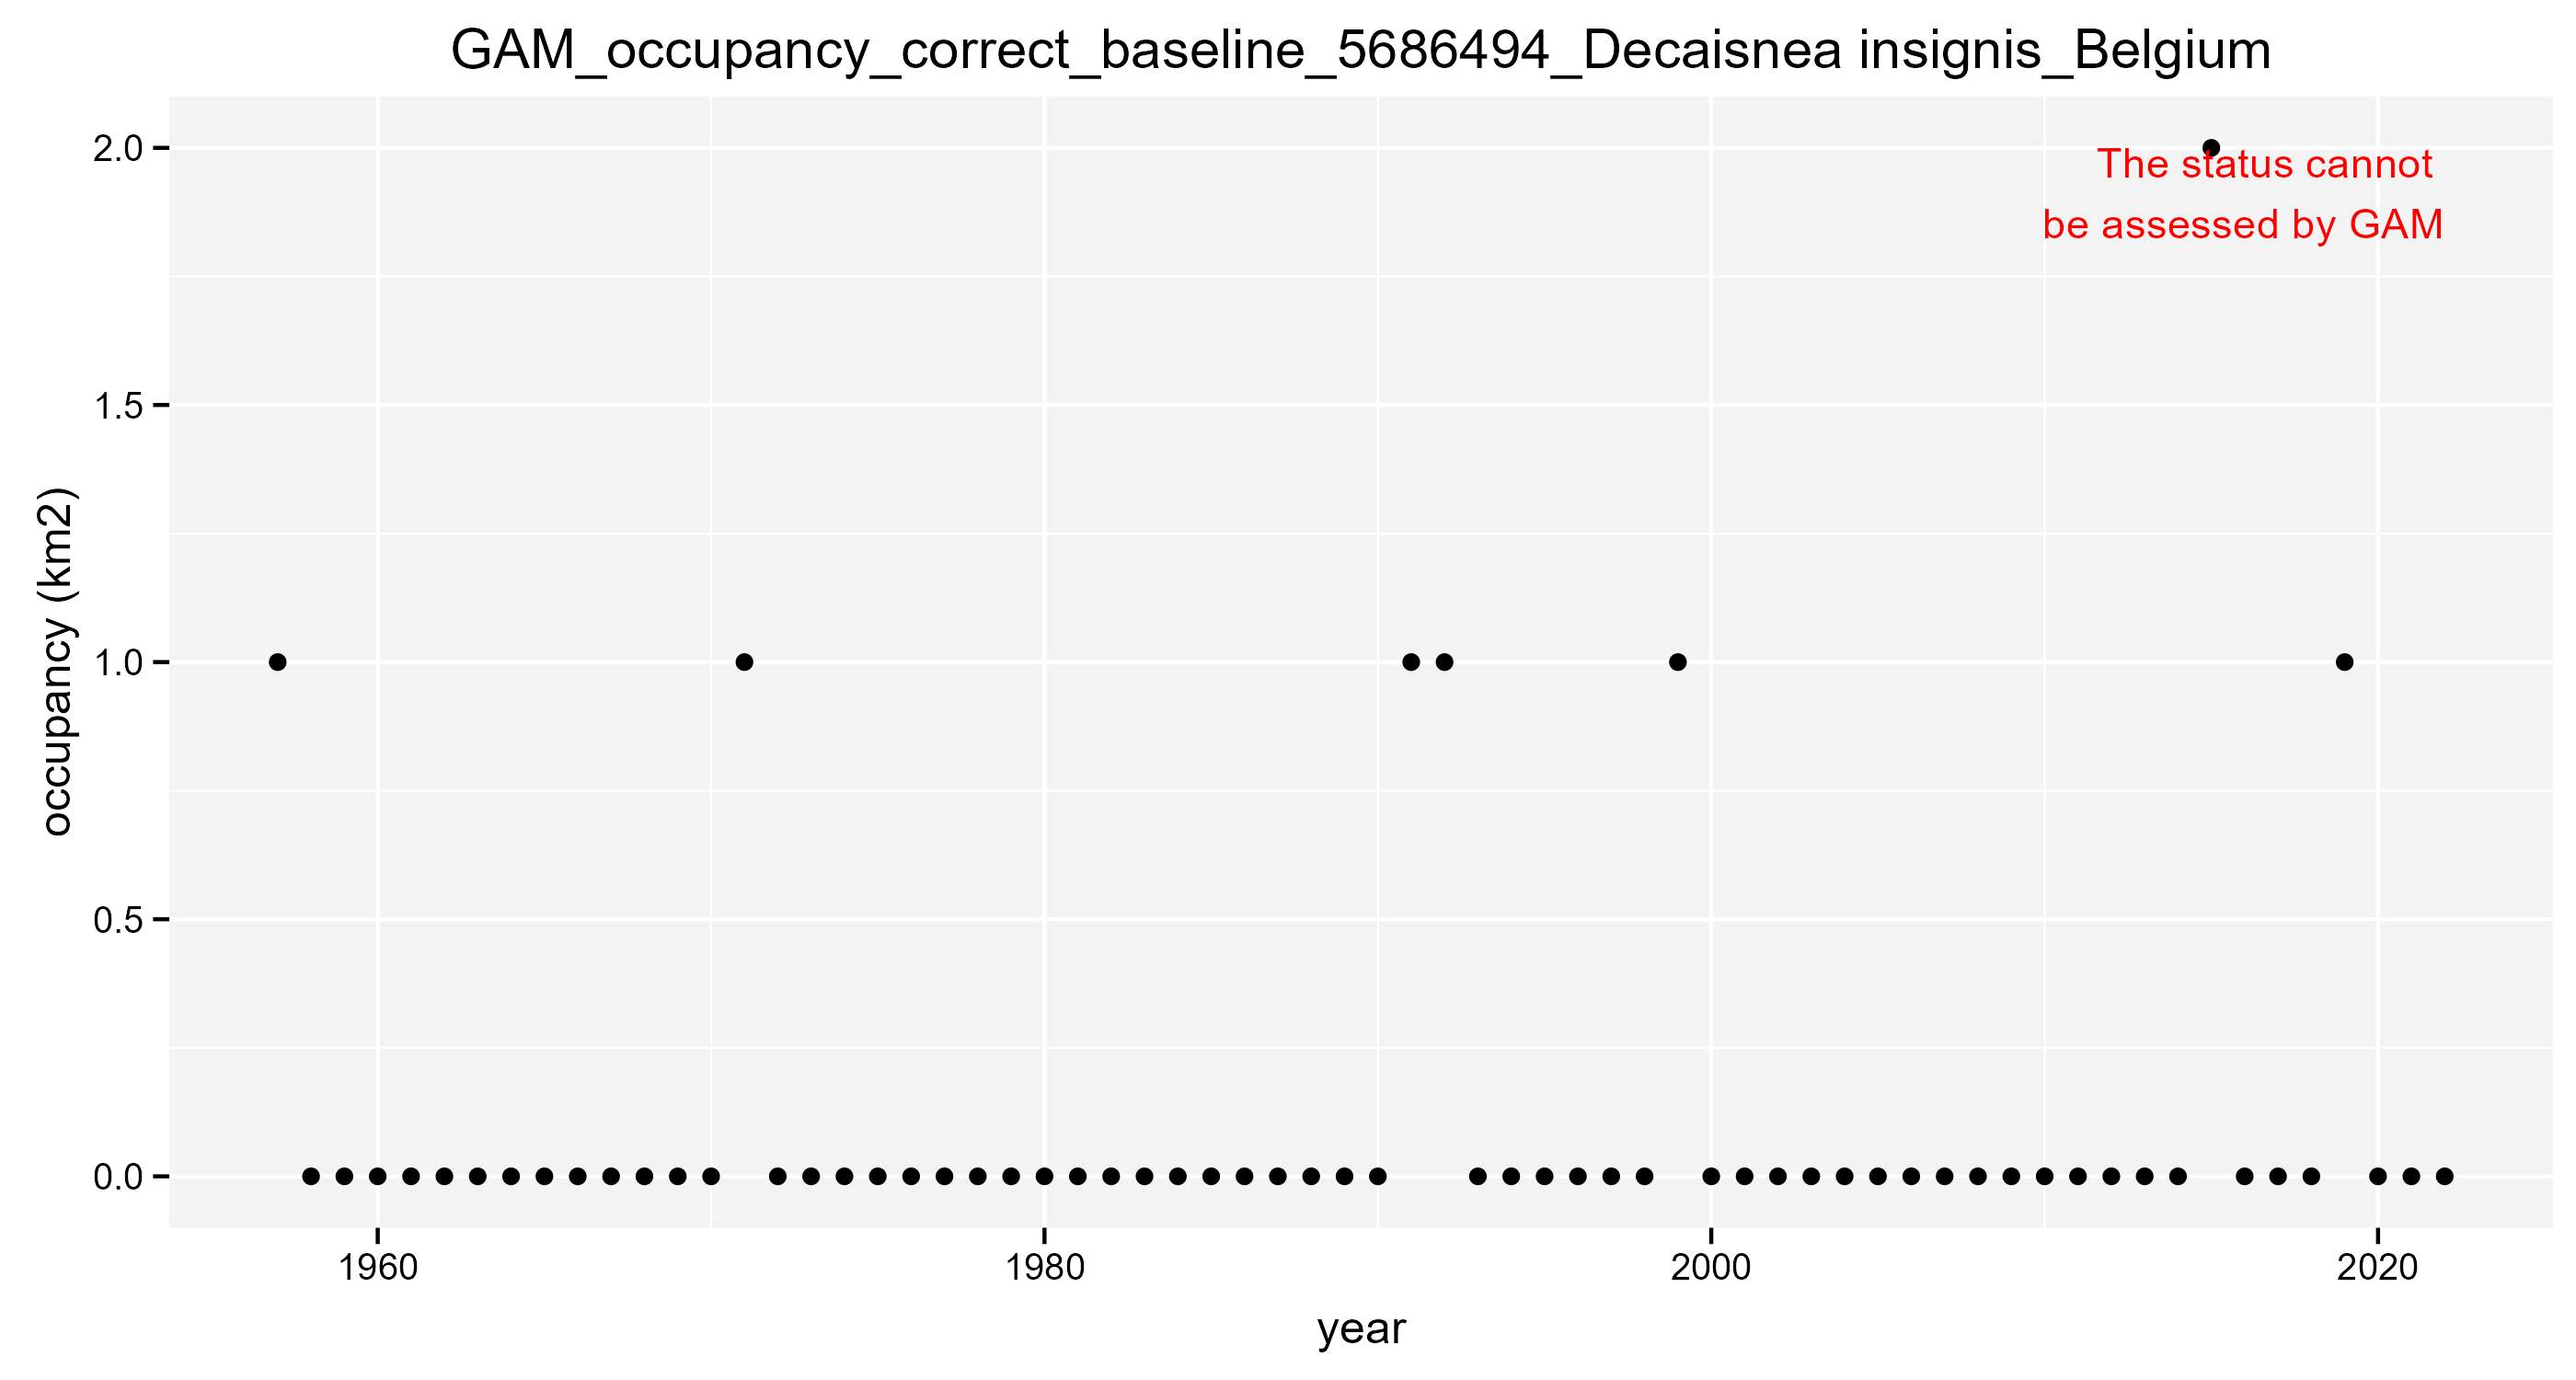 GAM_occupancy_correct_baseline_5686494_Decaisnea insignis_Belgium
2.0
The status cannot
be assessed by GAM
1.5
1.0
0.5
0.0
occupancy (km2)
1960 1980 2000 2020
year